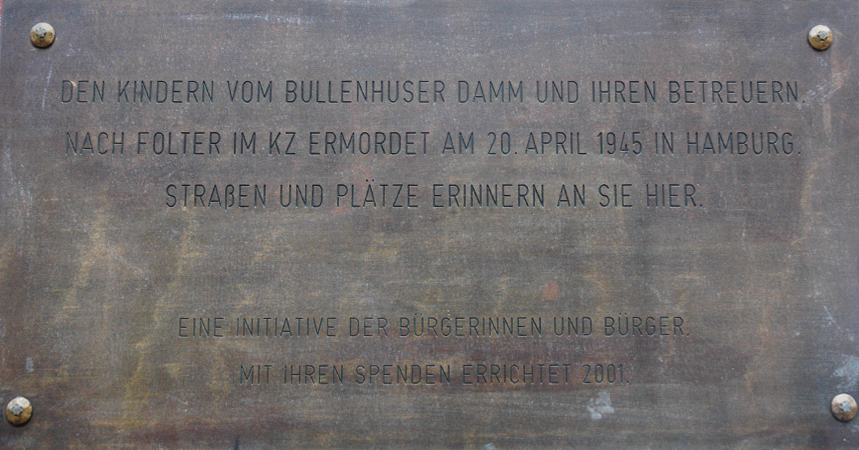 DEN KINDERN VOM BULLENHUSER DAMM UND IHREN BETREUERN.
NACH FOLTER IM KZ ERMORDET AM 20. APRIL 1945 IN HAMBURG.
STRAßEN UND PLÄTZE ERINNERN AN SIE HIER.
EINE INITIATIVE DER BÜRGERINNEN UND BÜRGER.
MIT IHREN SPENDEN ERRICHTET 2001.